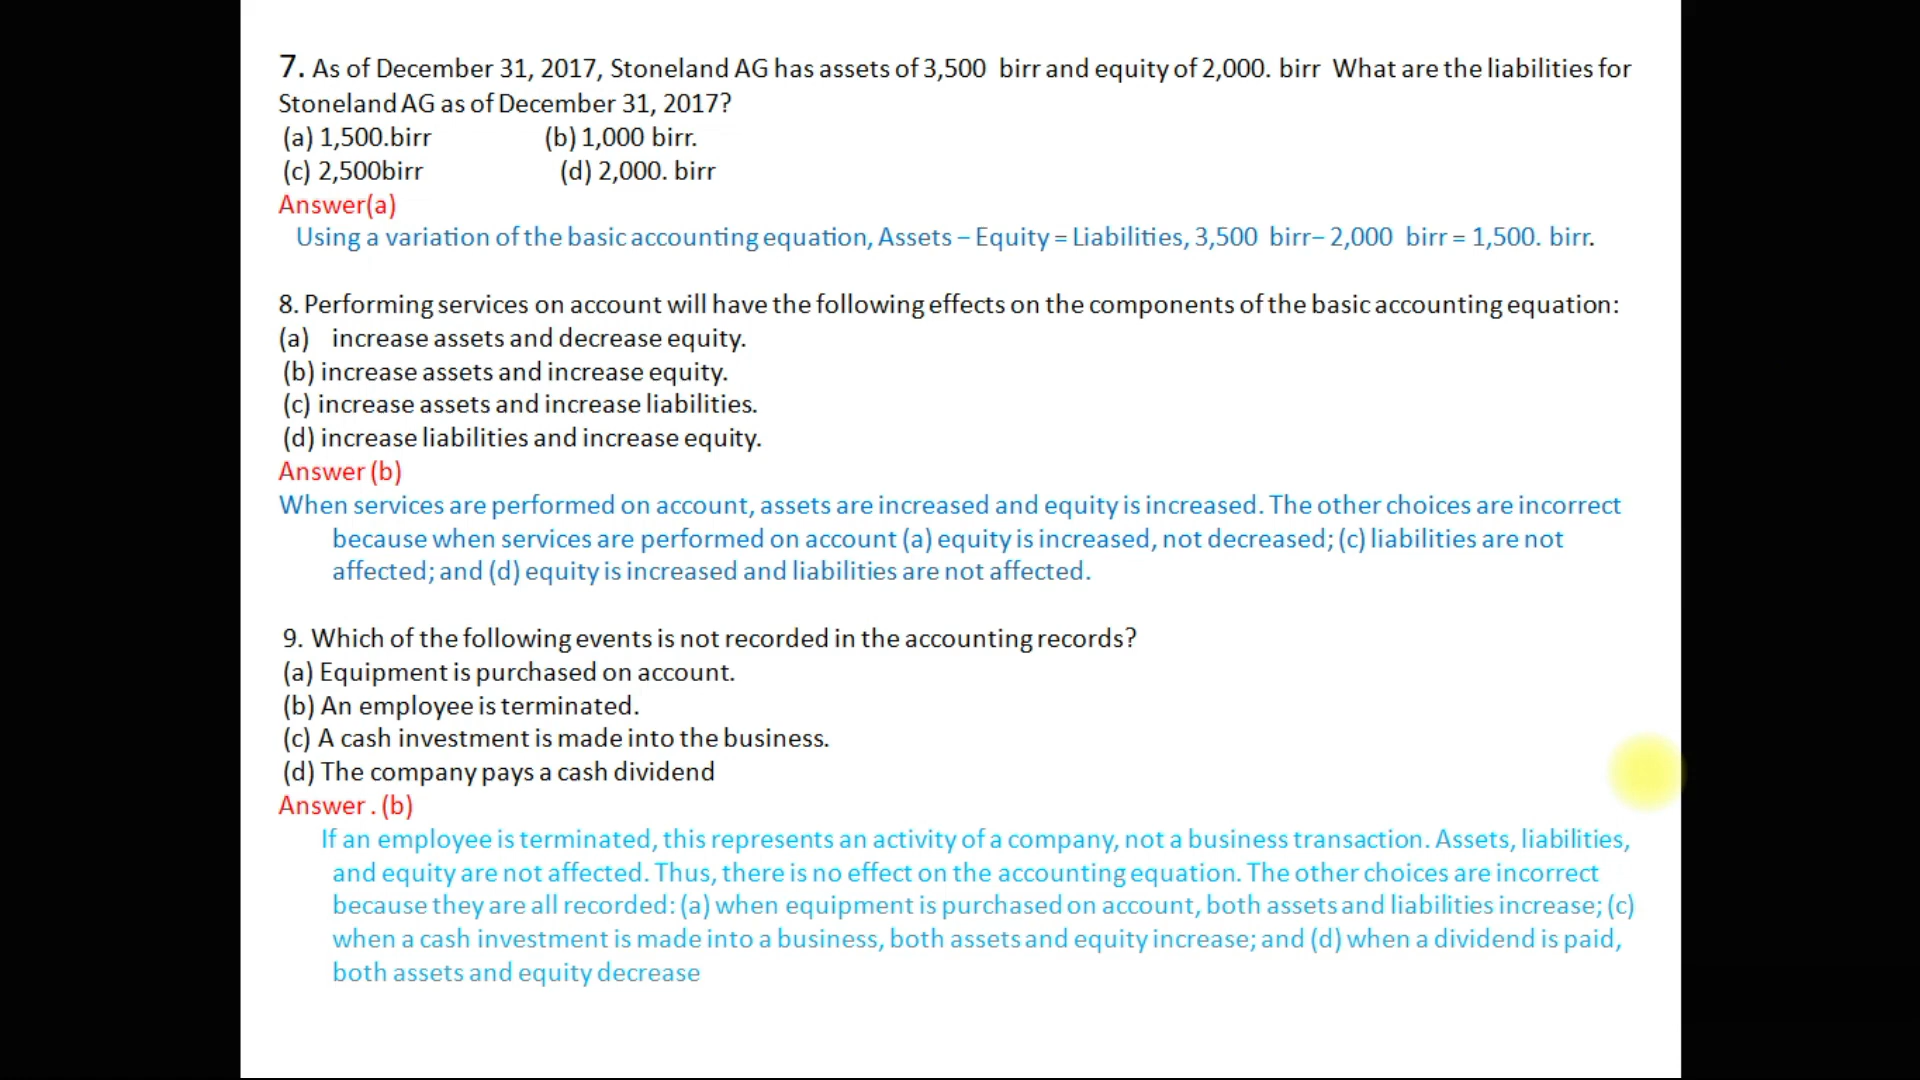 7. As of December 31, 2017, Stoneland AG has assets of 3,500 birr and equity of 2,000. birr What are the liabilities for
Stoneland AG as of December 31, 2017?
(a) 1,500.birr (b) 1,000 birr.
(c) 2,500birr (d) 2,000. birr
Answer(a)
Using a variation of the basic accounting equation, Assets – Equity = Liabilities, 3,500 birr– 2,000 birr = 1,500. birr.
8. Performing services on account will have the following effects on the components of the basic accounting equation:
(a) increase assets and decrease equity.
(b) increase assets and increase equity.
(c) increase assets and increase liabilities.
(d) increase liabilities and increase equity.
Answer (b)
When services are performed on account, assets are increased and equity is increased. The other choices are incorrect
because when services are performed on account (a) equity is increased, not decreased; (c) liabilities are not
affected; and (d) equity is increased and liabilities are not affected.
9. Which of the following events is not recorded in the accounting records?
(a) Equipment is purchased on account.
(b) An employee is terminated.
(c) A cash investment is made into the business.
(d) The company pays a cash dividend
Answer . (b)
If an employee is terminated, this represents an activity of a company, not a business transaction. Assets, liabilities,
and equity are not affected. Thus, there is no effect on the accounting equation. The other choices are incorrect
because they are all recorded: (a) when equipment is purchased on account, both assets and liabilities increase; (c)
when a cash investment is made into a business, both assets and equity increase; and (d) when a dividend is paid,
both assets and equity decrease